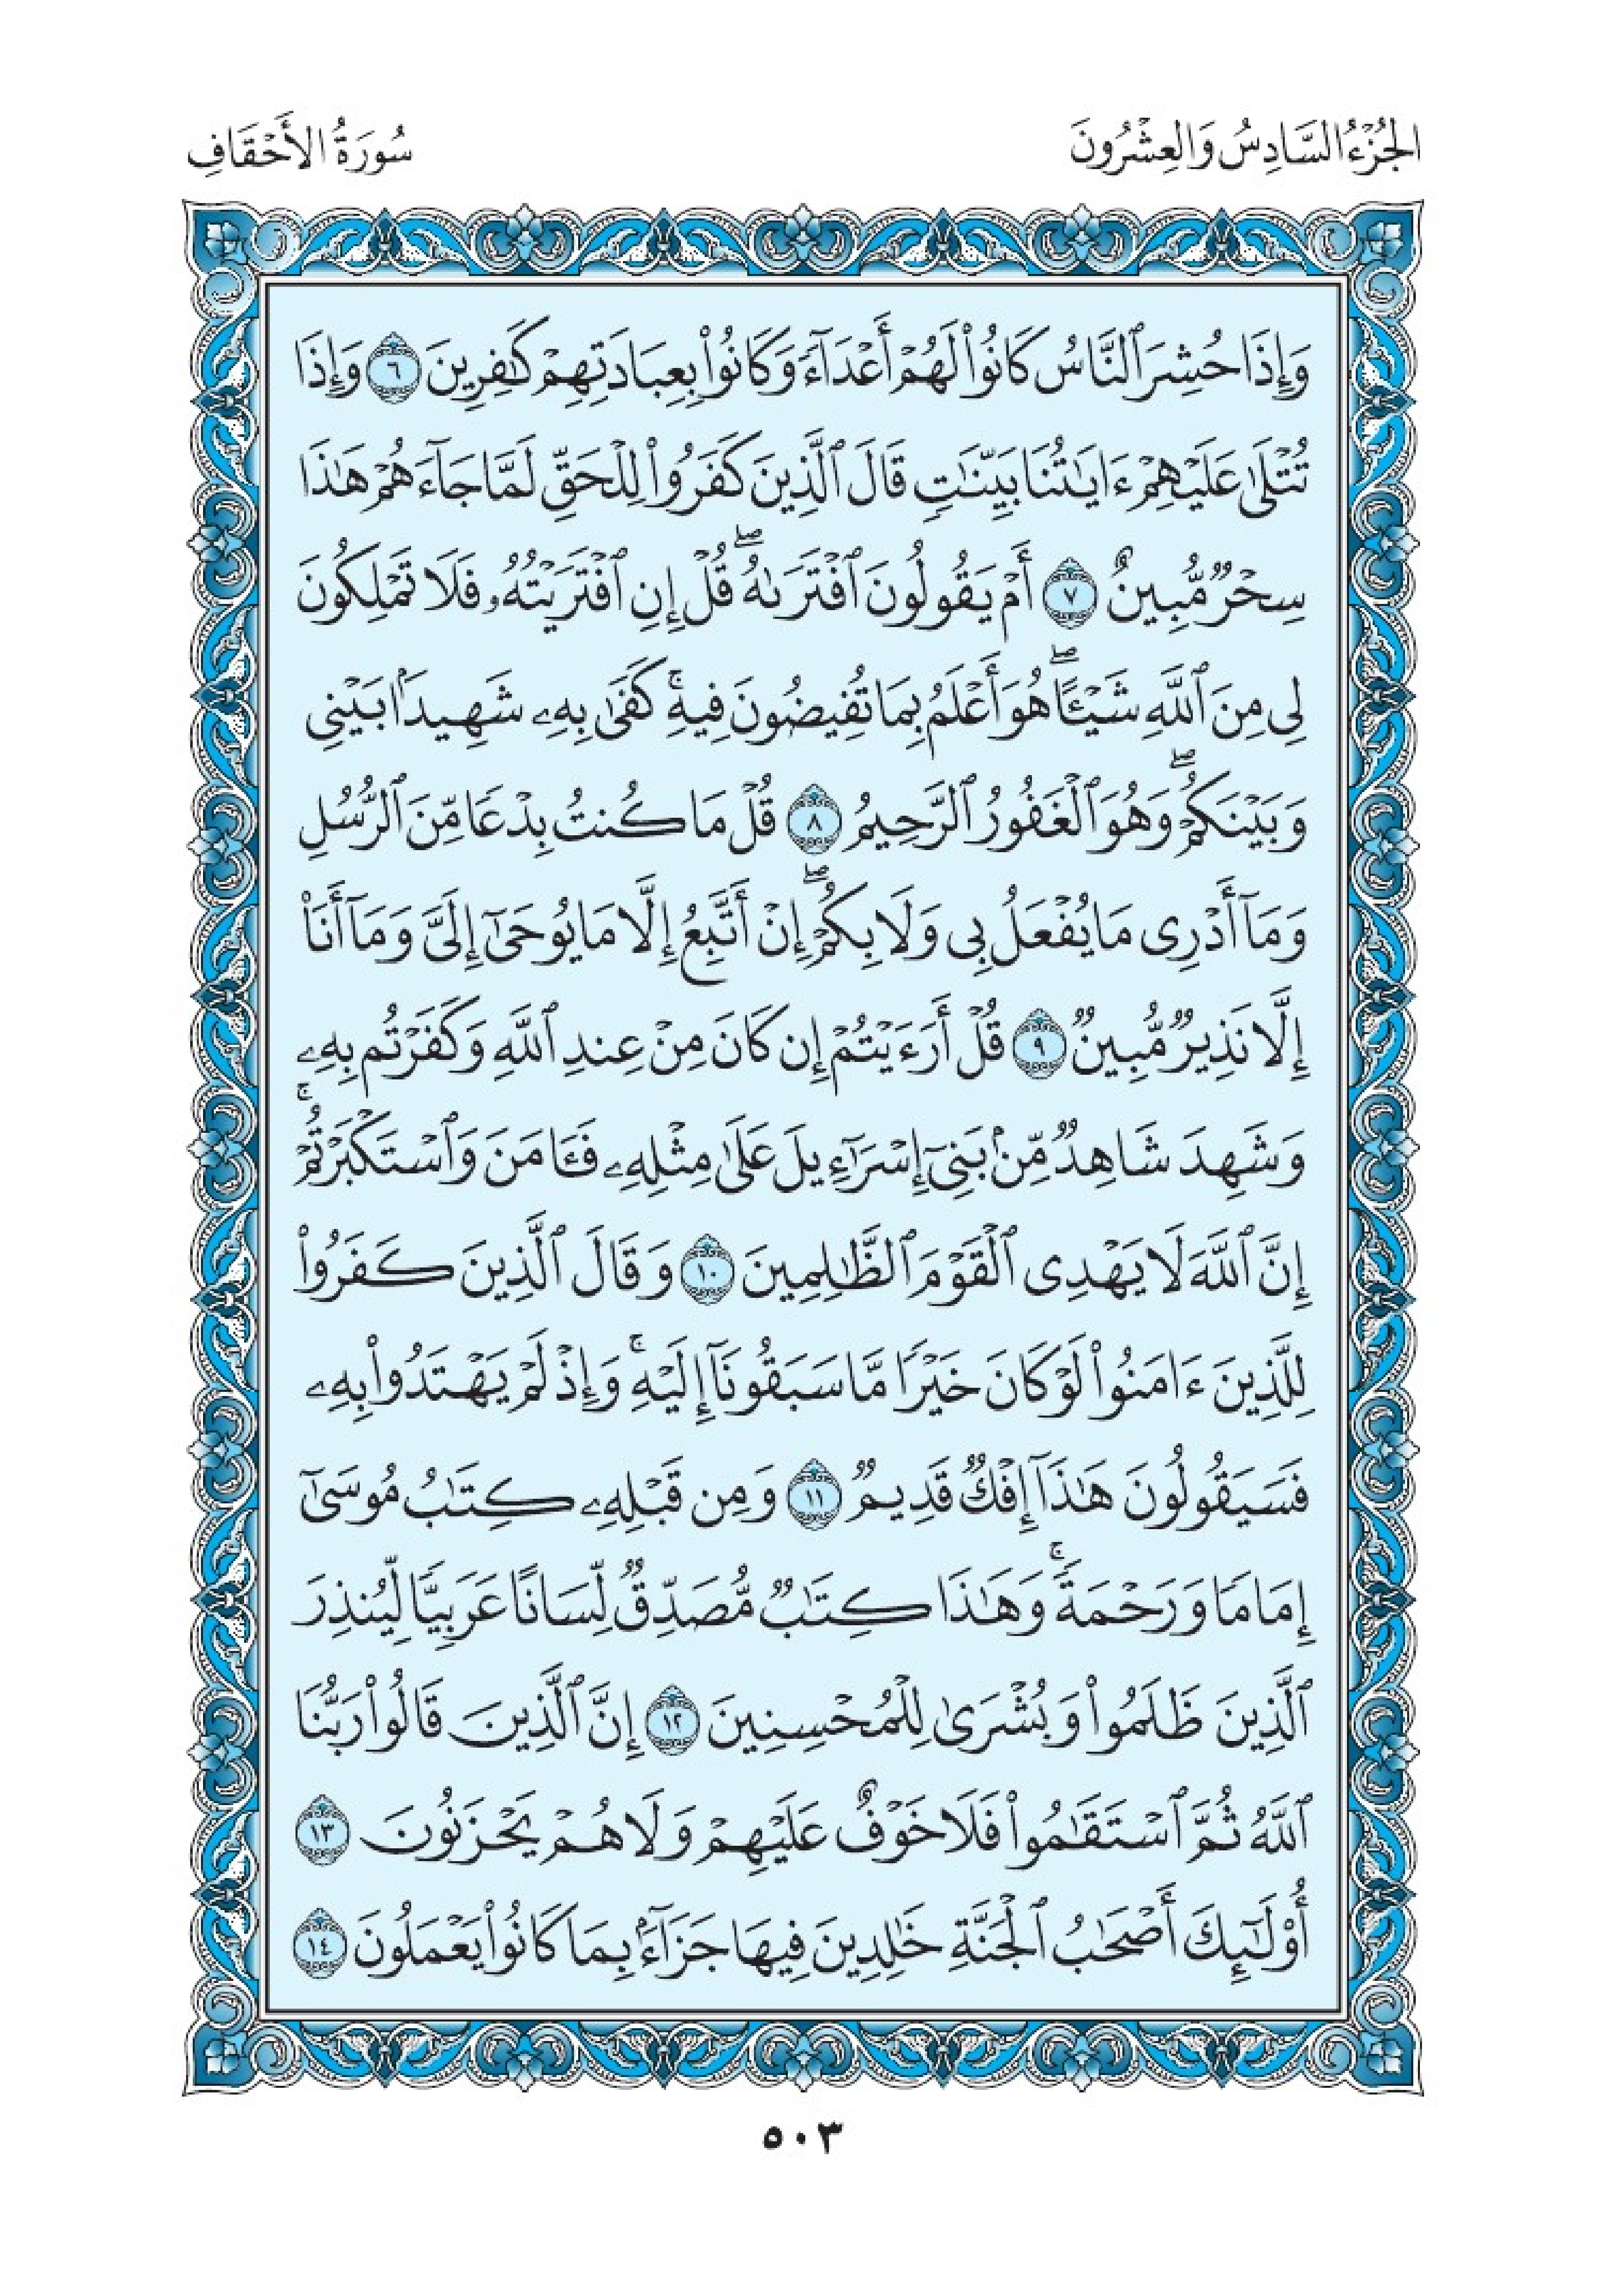 الجُزْءُ السَّادِسُ وَالعِشْرُونَ
سُورَةُ الأَحْقَافِ
وَإِذَا حُشِرَ ٱلنَّاسُ كَانُوا۟ لَهُمْ أَعْدَآءً وَكَانُوا۟ بِعِبَادَتِهِمْ كَـٰفِرِينَ ٦ وَإِذَا
تُتْلَىٰ عَلَيْهِمْ ءَايَـٰتُنَا بَيِّنَـٰتٍ قَالَ ٱلَّذِينَ كَفَرُوا۟ لِلْحَقِّ لَمَّا جَآءَهُمْ هَـٰذَا
سِحْرٌ مُّبِينٌ ٧ أَمْ يَقُولُونَ ٱفْتَرَىٰهُ ۖ قُلْ إِنِ ٱفْتَرَيْتُهُۥ فَلَا تَمْلِكُونَ
لِى مِنَ ٱللَّهِ شَيْـًٔا ۖ هُوَ أَعْلَمُ بِمَا تُفِيضُونَ فِيهِ ۚ كَفَىٰ بِهِۦ شَهِيدًۢا بَيْنِى
وَبَيْنَكُمْ ۖ وَهُوَ ٱلْغَفُورُ ٱلرَّحِيمُ ٨ قُلْ مَا كُنتُ بِدْعًا مِّنَ ٱلرُّسُلِ
وَمَآ أَدْرِى مَا يُفْعَلُ بِى وَلَا بِكُمْ ۖ إِنْ أَتَّبِعُ إِلَّا مَا يُوحَىٰٓ إِلَىَّ وَمَآ أَنَا۠
إِلَّا نَذِيرٌ مُّبِينٌ ٩ قُلْ أَرَءَيْتُمْ إِن كَانَ مِنْ عِندِ ٱللَّهِ وَكَفَرْتُم بِهِۦ
وَشَهِدَ شَاهِدٌ مِّنۢ بَنِىٓ إِسْرَٰٓءِيلَ عَلَىٰ مِثْلِهِۦ فَـَٔامَنَ وَٱسْتَكْبَرْتُمْ ۚ
إِنَّ ٱللَّهَ لَا يَهْدِى ٱلْقَوْمَ ٱلظَّـٰلِمِينَ ١٠ وَقَالَ ٱلَّذِينَ كَفَرُوا۟
لِلَّذِينَ ءَامَنُوا۟ لَوْ كَانَ خَيْرًا مَّا سَبَقُونَآ إِلَيْهِ ۚ وَإِذْ لَمْ يَهْتَدُوا۟ بِهِۦ
فَسَيَقُولُونَ هَـٰذَآ إِفْكٌ قَدِيمٌ ١١ وَمِن قَبْلِهِۦ كِتَـٰبُ مُوسَىٰٓ
إِمَامًا وَرَحْمَةً ۚ وَهَـٰذَا كِتَـٰبٌ مُّصَدِّقٌ لِّسَانًا عَرَبِيًّا لِّيُنذِرَ
ٱلَّذِينَ ظَلَمُوا۟ وَبُشْرَىٰ لِلْمُحْسِنِينَ ١٢ إِنَّ ٱلَّذِينَ قَالُوا۟ رَبُّنَا
ٱللَّهُ ثُمَّ ٱسْتَقَـٰمُوا۟ فَلَا خَوْفٌ عَلَيْهِمْ وَلَا هُمْ يَحْزَنُونَ ١٣
أُو۟لَـٰٓئِكَ أَصْحَـٰبُ ٱلْجَنَّةِ خَـٰلِدِينَ فِيهَا جَزَآءًۢ بِمَا كَانُوا۟ يَعْمَلُونَ ١٤
٥٠٣